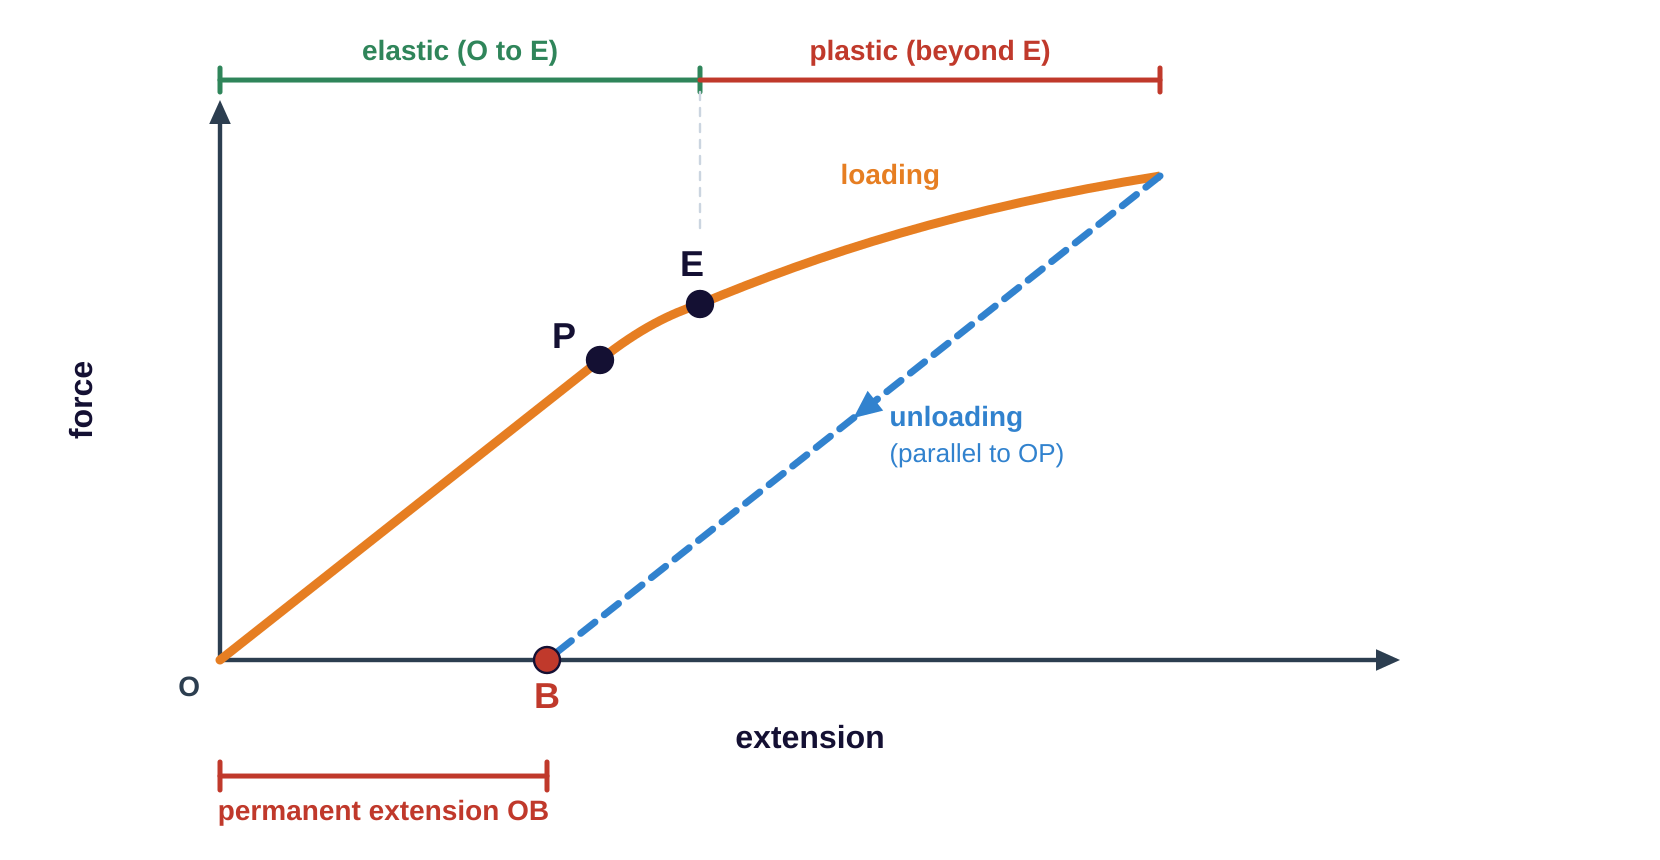 elastic (O to E)
plastic (beyond E)
loading
E
P
force
unloading
(parallel to OP)
O
B
extension
permanent extension OB